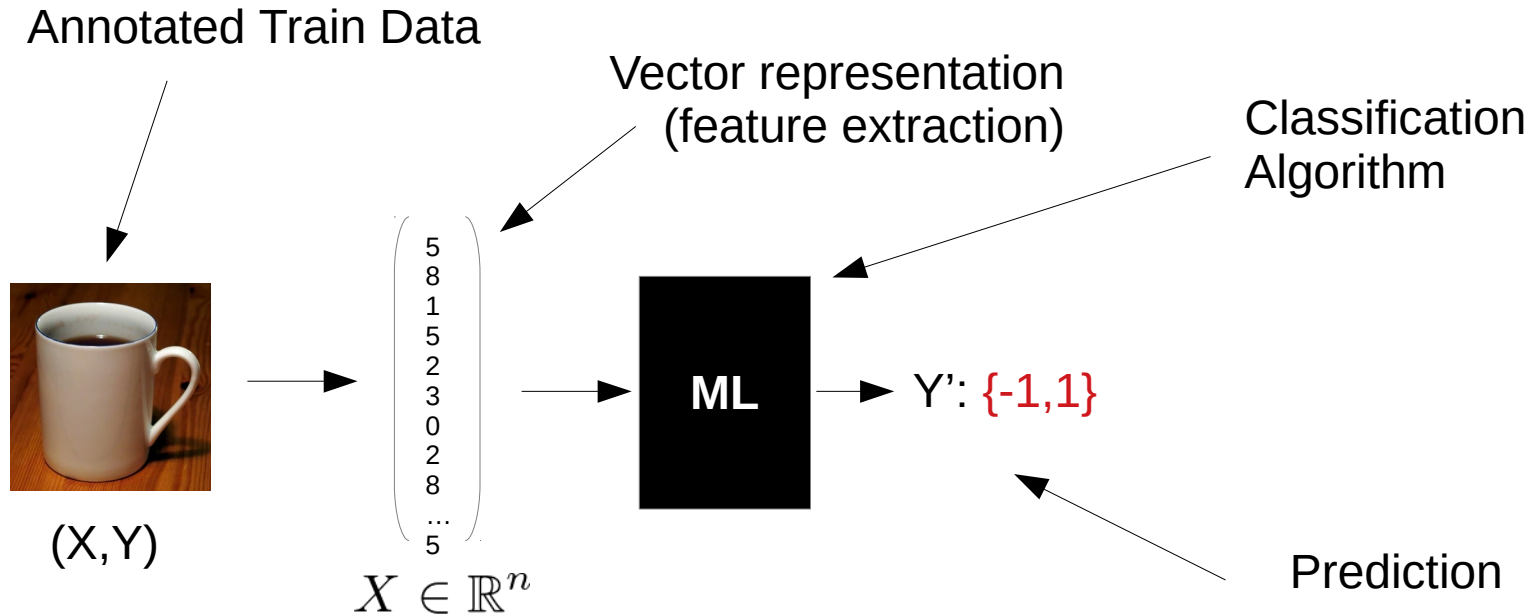 Annotated Train Data
Vector representation
(feature extraction)
Classification
Algorithm
5
8
1
5
2
3
0
2
8
...
5
ML
Y’: {-1,1}
(X,Y)
X ∈ ℝⁿ
Prediction